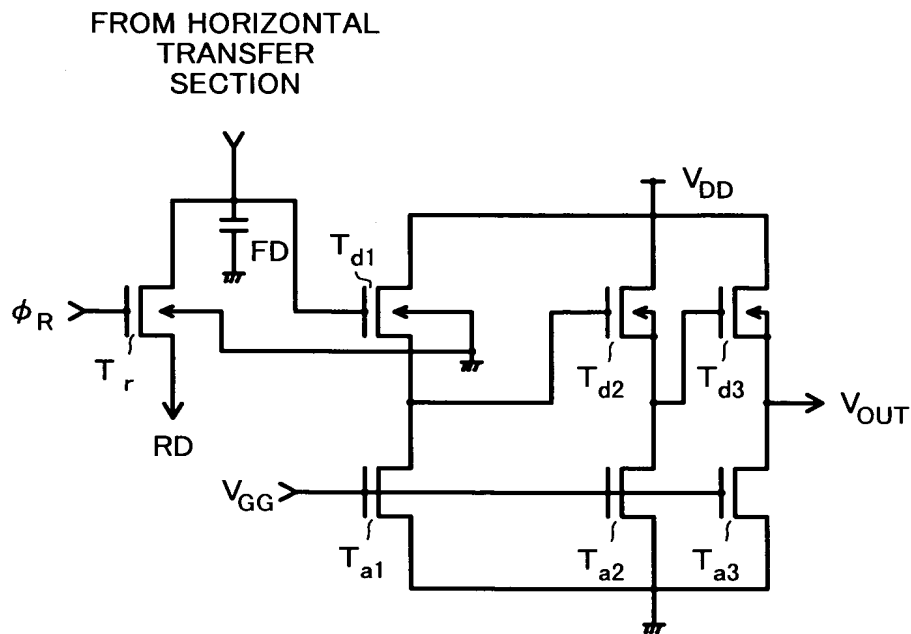 FROM HORIZONTAL
TRANSFER
SECTION
V_DD
FD
T_d1
ϕ_R
T_r
T_d2
T_d3
RD
V_OUT
V_GG
T_a1
T_a2
T_a3